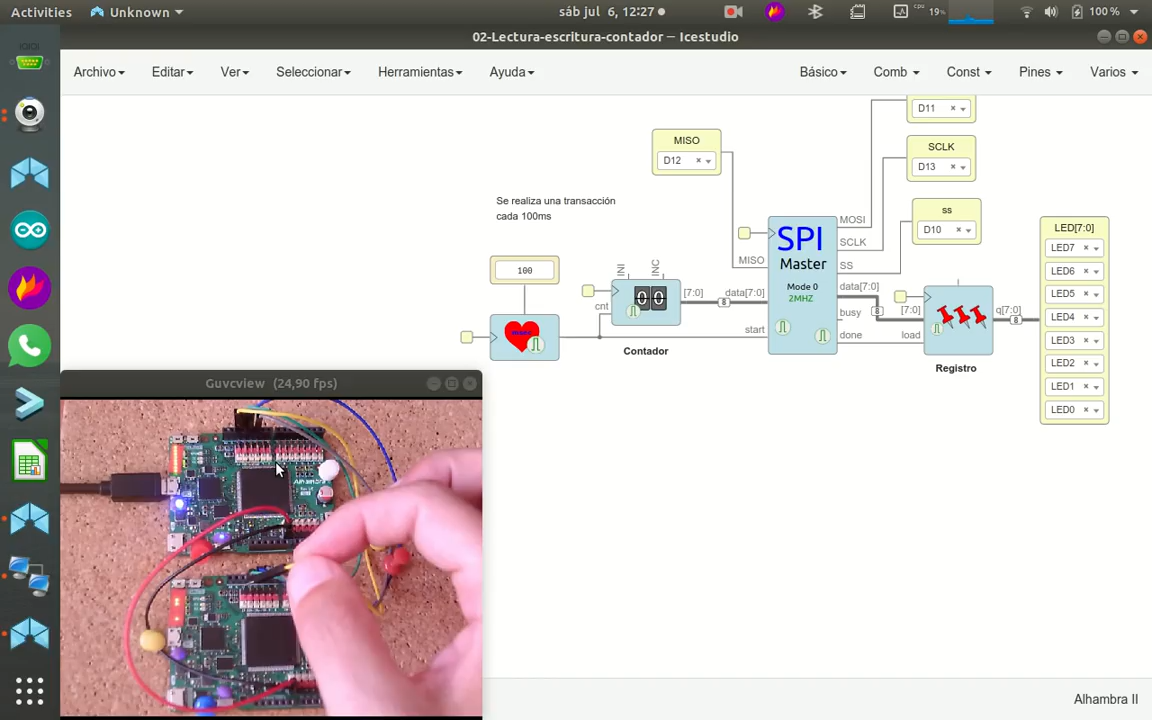 Activities
Unknown
sáb jul 6, 12:27
cpu
19%
100 %
02-Lectura-escritura-contador — Icestudio
Archivo
Editar
Ver
Seleccionar
Herramientas
Ayuda
Básico
Comb
Const
Pines
Varios
D11
MISO
D12
SCLK
D13
Se realiza una transacción
cada 100ms
ss
D10
LED[7:0]
LED7
LED6
LED5
LED4
LED3
LED2
LED1
LED0
100
INI
INC
cnt
00
[7:0]
Contador
SPI
Master
Mode 0
2MHZ
MISO
data[7:0]
8
start
MOSI
SCLK
SS
data[7:0]
busy
done
8
[7:0]
load
q[7:0]
8
Registro
Guvcview (24,90 fps)
Alhambra II